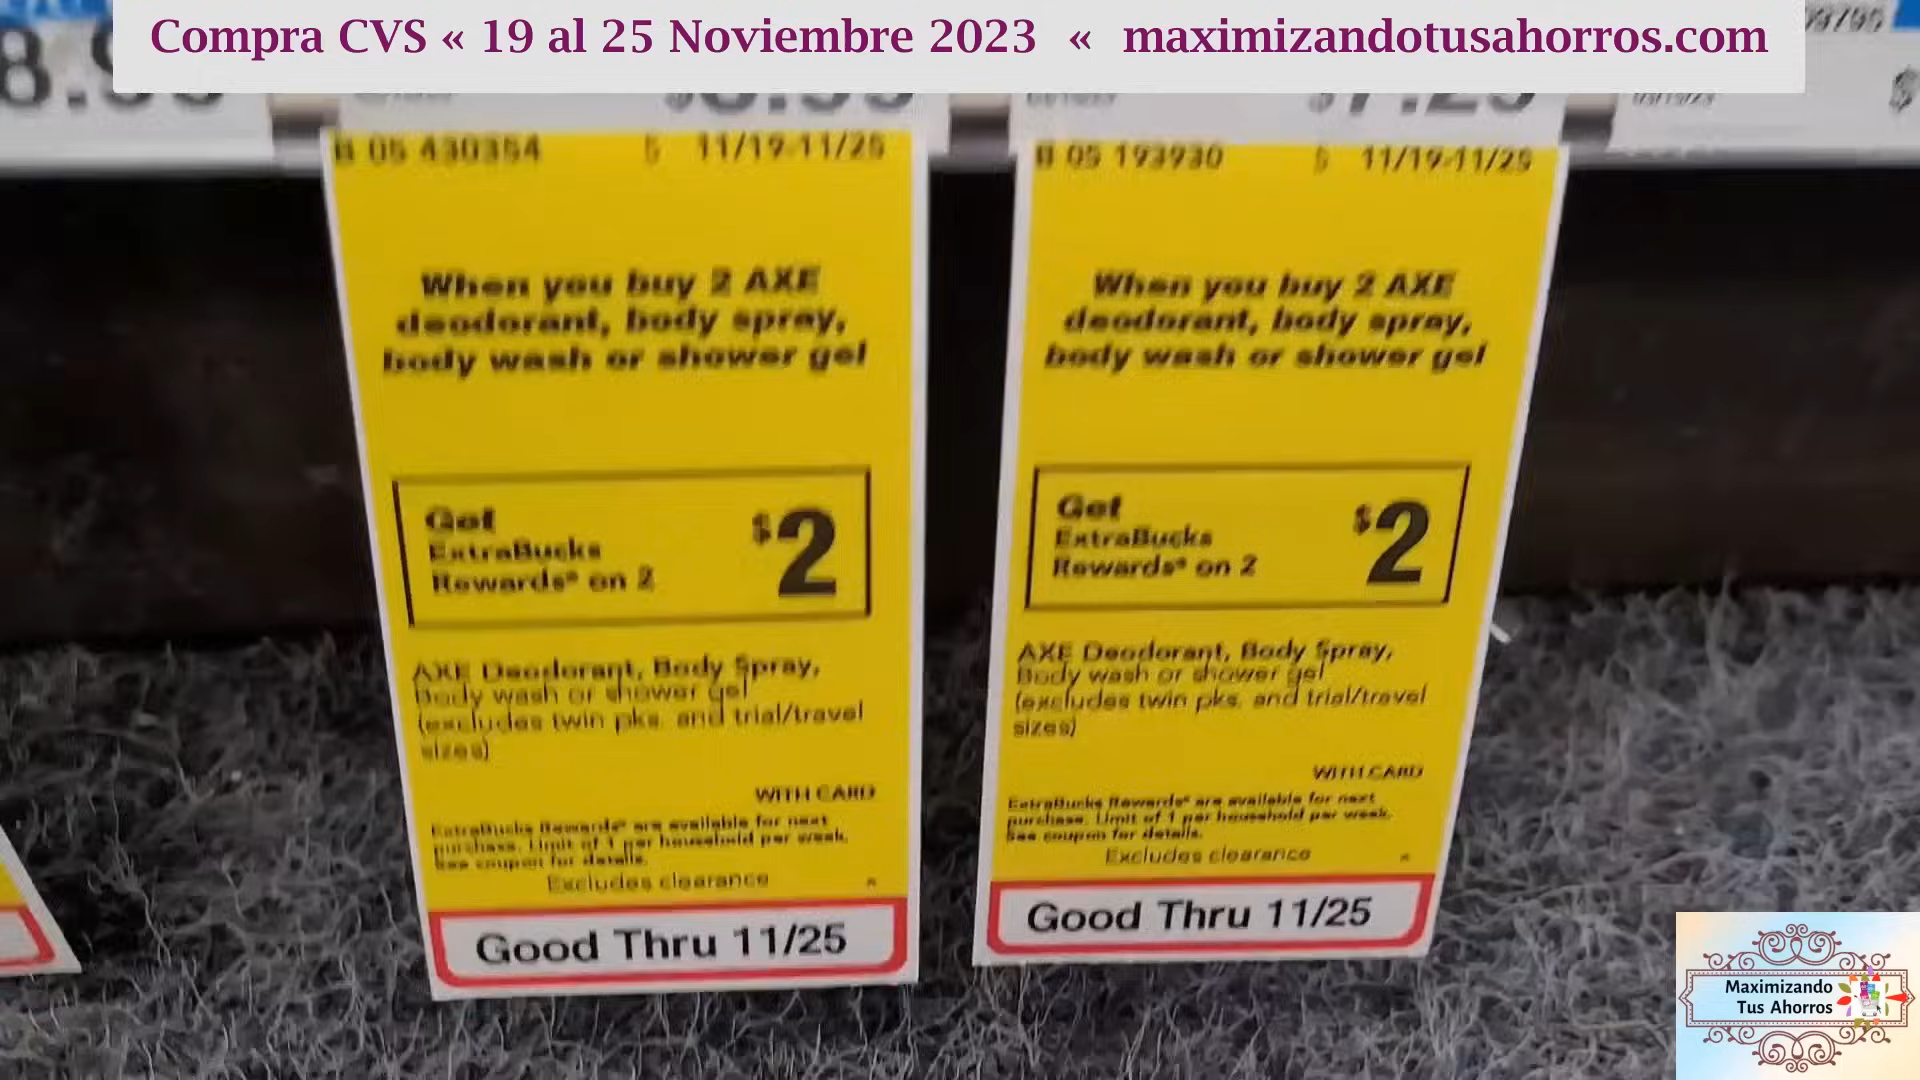 Compra CVS « 19 al 25 Noviembre 2023 « maximizandotusahorros.com
B 05 430354 S 11/19-11/25
When you buy 2 AXE
deodorant, body spray,
body wash or shower gel
Get
ExtraBucks
Rewards® on 2
$2
AXE Deodorant, Body Spray,
Body wash or shower gel
(excludes twin pks. and trial/travel
sizes)
WITH CARD
ExtraBucks Rewards® are available for next
purchase. Limit of 1 per household per week.
See coupon for details.
Excludes clearance ^
Good Thru 11/25
B 05 193930 S 11/19-11/25
When you buy 2 AXE
deodorant, body spray,
body wash or shower gel
Get
ExtraBucks
Rewards® on 2
$2
AXE Deodorant, Body Spray,
Body wash or shower gel
(excludes twin pks. and trial/travel
sizes)
WITH CARD
ExtraBucks Rewards® are available for next
purchase. Limit of 1 per household per week.
See coupon for details.
Excludes clearance ^
Good Thru 11/25
Maximizando
Tus Ahorros